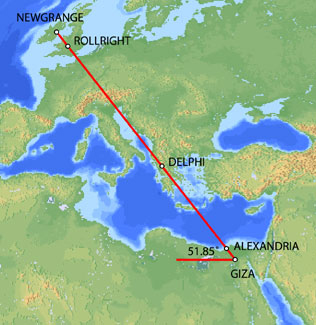 NEWGRANGE
ROLLRIGHT
DELPHI
ALEXANDRIA
51.85°
GIZA